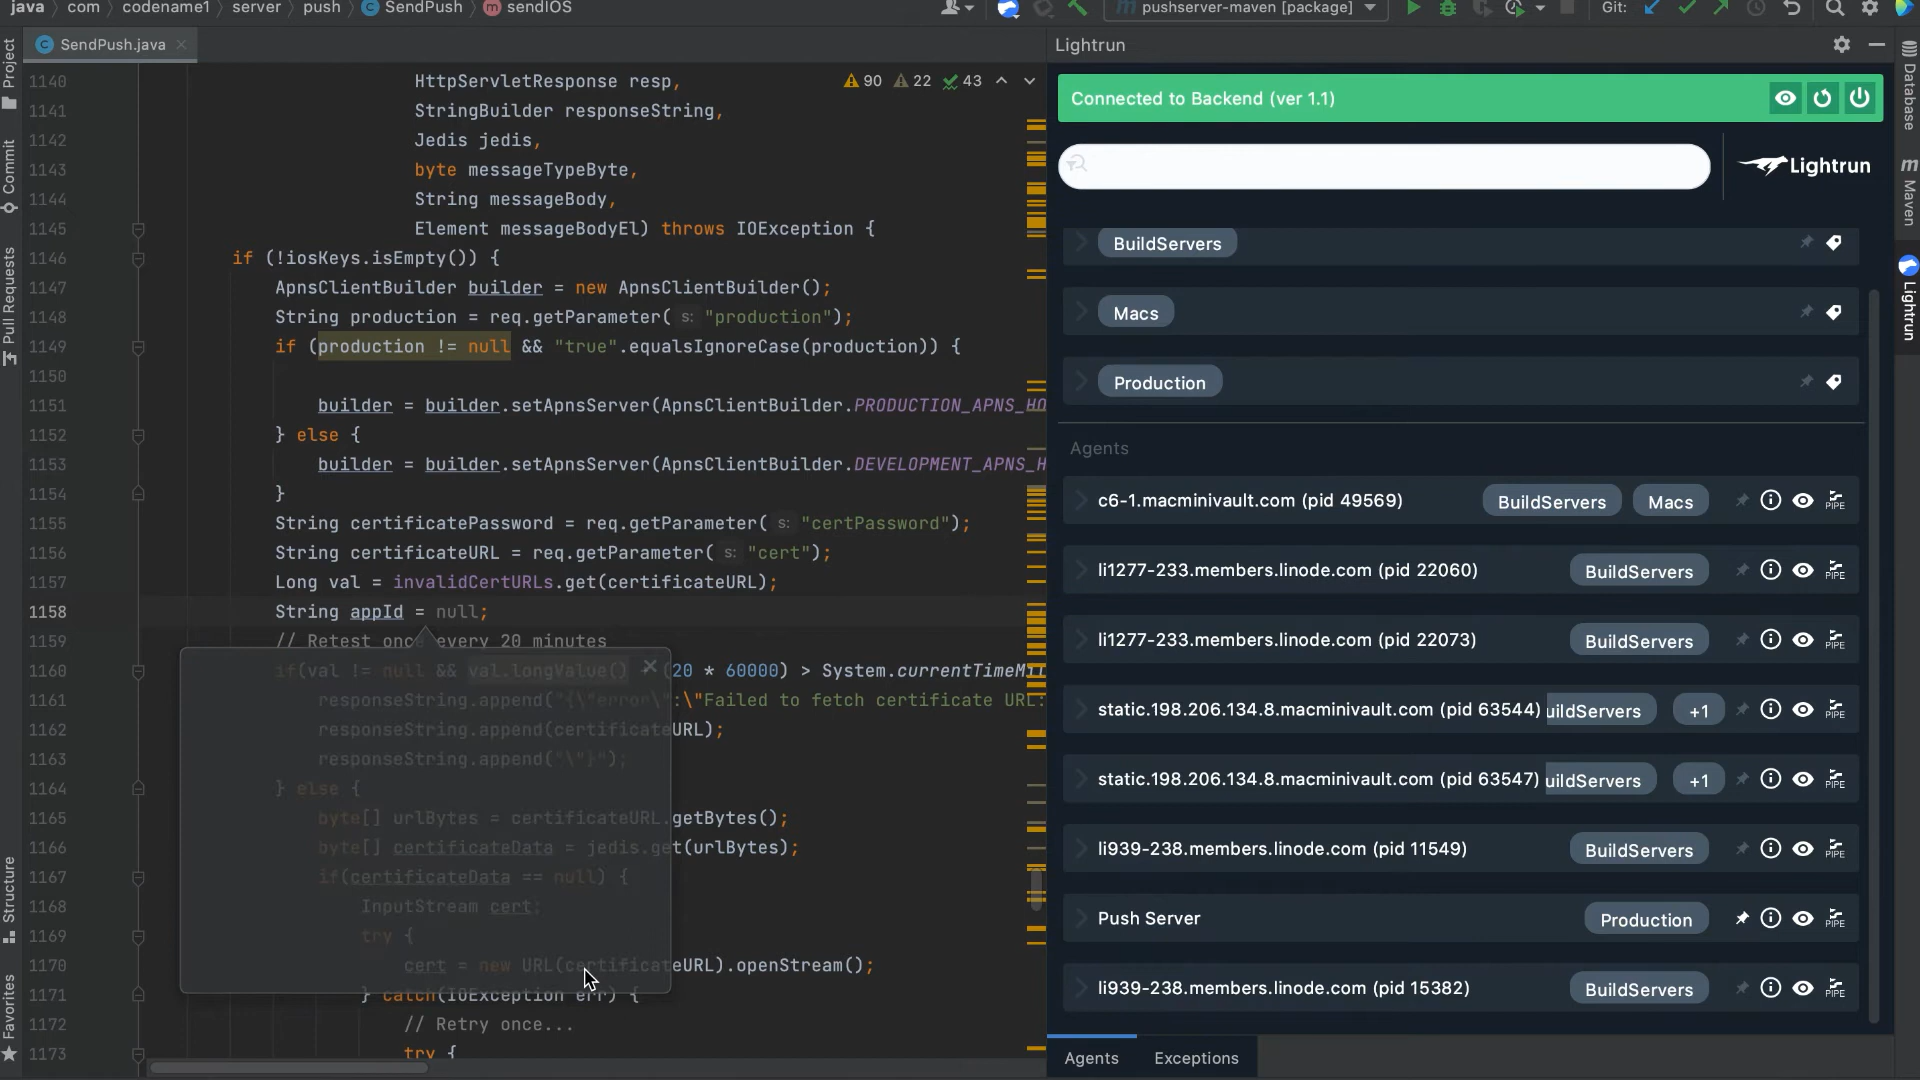 java > com > codename1 > server > push > SendPush > sendIOS
pushserver-maven [package]
Git:
SendPush.java
Project
Commit
Pull Requests
Structure
Favorites
90 22 43
1140 HttpServletResponse resp,
1141 StringBuilder responseString,
1142 Jedis jedis,
1143 byte messageTypeByte,
1144 String messageBody,
1145 Element messageBodyEl) throws IOException {
1146 if (!iosKeys.isEmpty()) {
1147 ApnsClientBuilder builder = new ApnsClientBuilder();
1148 String production = req.getParameter( s: "production");
1149 if (production != null && "true".equalsIgnoreCase(production)) {
1150
1151 builder = builder.setApnsServer(ApnsClientBuilder.PRODUCTION_APNS_HO
1152 } else {
1153 builder = builder.setApnsServer(ApnsClientBuilder.DEVELOPMENT_APNS_H
1154 }
1155 String certificatePassword = req.getParameter( s: "certPassword");
1156 String certificateURL = req.getParameter( s: "cert");
1157 Long val = invalidCertURLs.get(certificateURL);
1158 String appId = null;
1159 // Retest once every 20 minutes
1160 if(val != null && val.longValue() + (20 * 60000) > System.currentTimeMil
1161 responseString.append("{\"error\":\"Failed to fetch certificate URL:
1162 responseString.append(certificateURL);
1163 responseString.append("\"}");
1164 } else {
1165 byte[] urlBytes = certificateURL.getBytes();
1166 byte[] certificateData = jedis.get(urlBytes);
1167 if(certificateData == null) {
1168 InputStream cert;
1169 try {
1170 cert = new URL(certificateURL).openStream();
1171 } catch(IOException err) {
1172 // Retry once...
1173 try {
Lightrun
Connected to Backend (ver 1.1)
Lightrun
BuildServers
Macs
Production
Agents
c6-1.macminivault.com (pid 49569) BuildServers Macs PIPE
li1277-233.members.linode.com (pid 22060) BuildServers PIPE
li1277-233.members.linode.com (pid 22073) BuildServers PIPE
static.198.206.134.8.macminivault.com (pid 63544) uildServers +1 PIPE
static.198.206.134.8.macminivault.com (pid 63547) uildServers +1 PIPE
li939-238.members.linode.com (pid 11549) BuildServers PIPE
Push Server Production PIPE
li939-238.members.linode.com (pid 15382) BuildServers PIPE
Agents Exceptions
Database
Maven
Lightrun